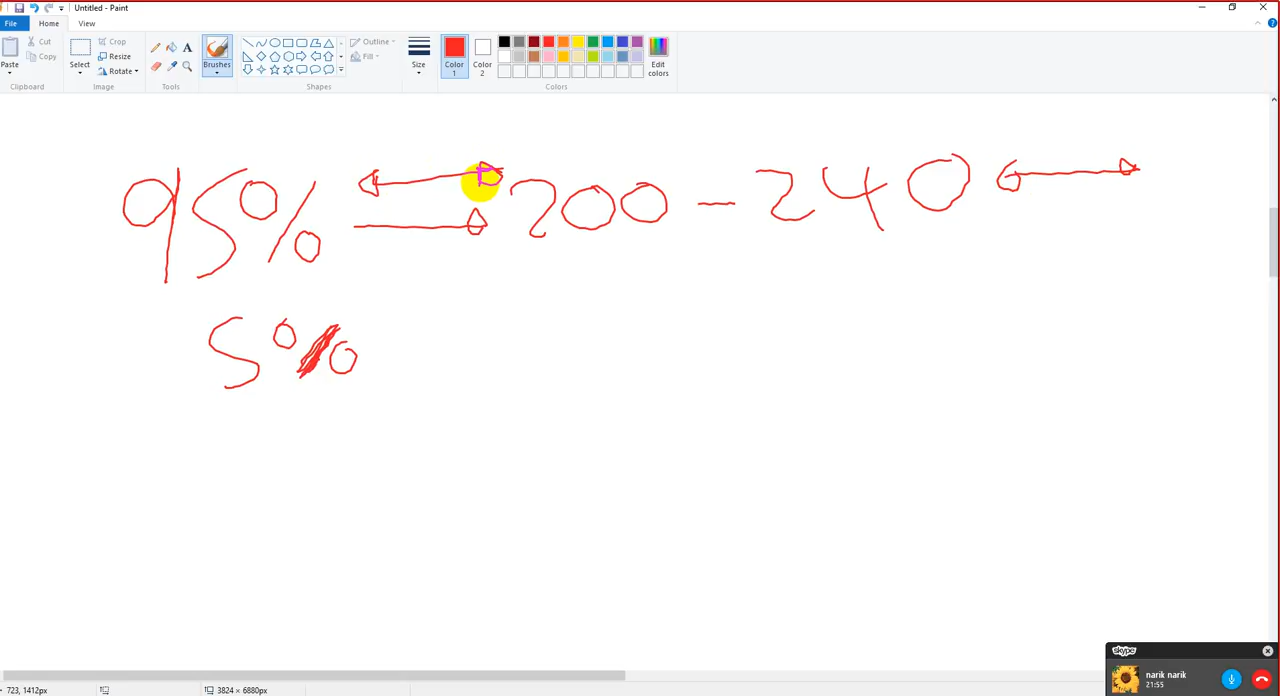 Untitled - Paint
File Home View
Cut
Copy
Paste
Clipboard
Select
Crop
Resize
Rotate
Image
Tools
Brushes
Outline
Fill
Shapes
Size
Color 1
Color 2
Edit colors
Colors
95% 200 - 240
5%
skype
narik narik
21:55
723, 1412px
3824 × 6880px